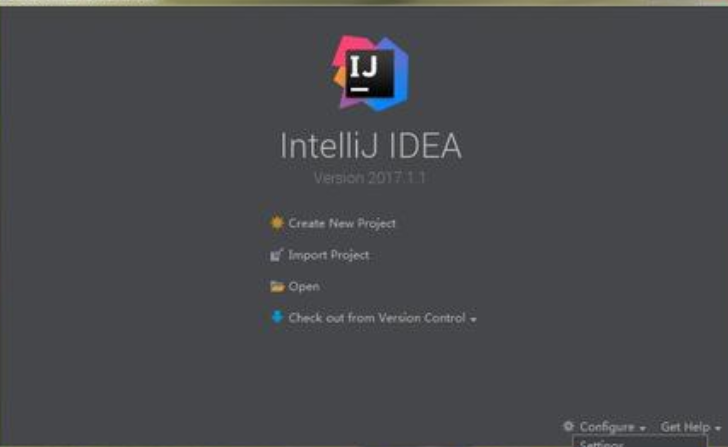 IJ
IntelliJ IDEA
Version 2017.1.1
Create New Project
Import Project
Open
Check out from Version Control
Configure Get Help
Settings